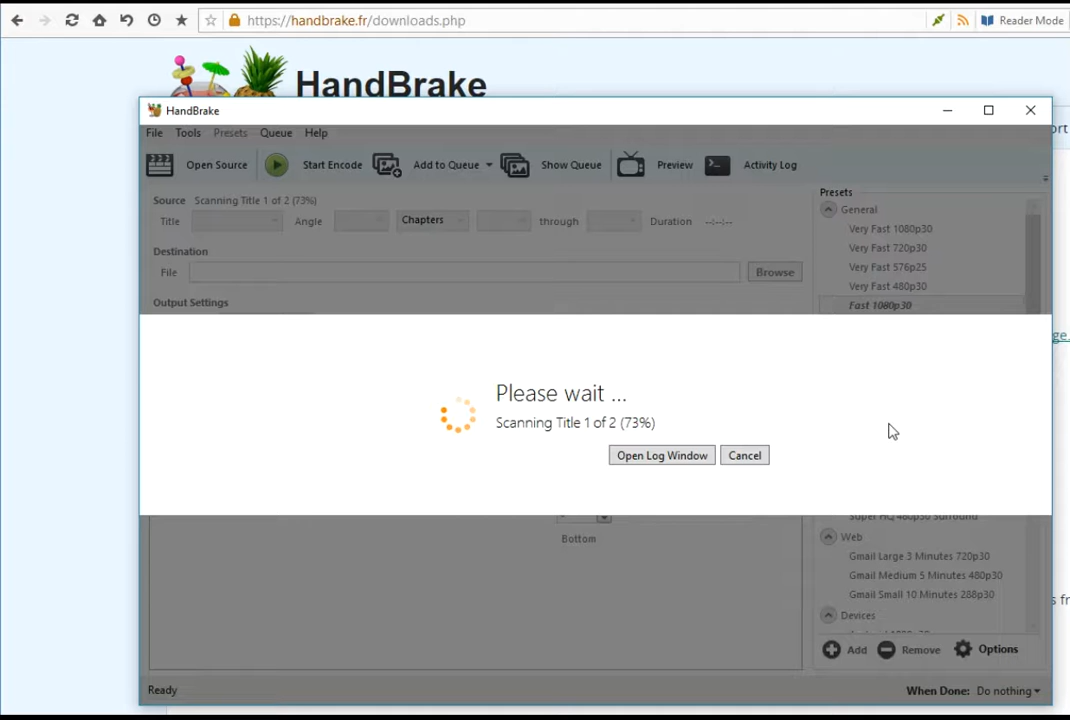 https://handbrake.fr/downloads.php
Reader Mode
HandBrake
HandBrake
File Tools Presets Queue Help
Open Source Start Encode Add to Queue Show Queue Preview Activity Log
Source Scanning Title 1 of 2 (73%)
Title Angle Chapters through Duration --:--:--
Destination
File Browse
Output Settings
Presets
General
Very Fast 1080p30
Very Fast 720p30
Very Fast 576p25
Very Fast 480p30
Fast 1080p30
Please wait ...
Scanning Title 1 of 2 (73%)
Open Log Window Cancel
Bottom
Super HQ 480p30 Surround
Web
Gmail Large 3 Minutes 720p30
Gmail Medium 5 Minutes 480p30
Gmail Small 10 Minutes 288p30
Devices
Add Remove Options
Ready
When Done: Do nothing